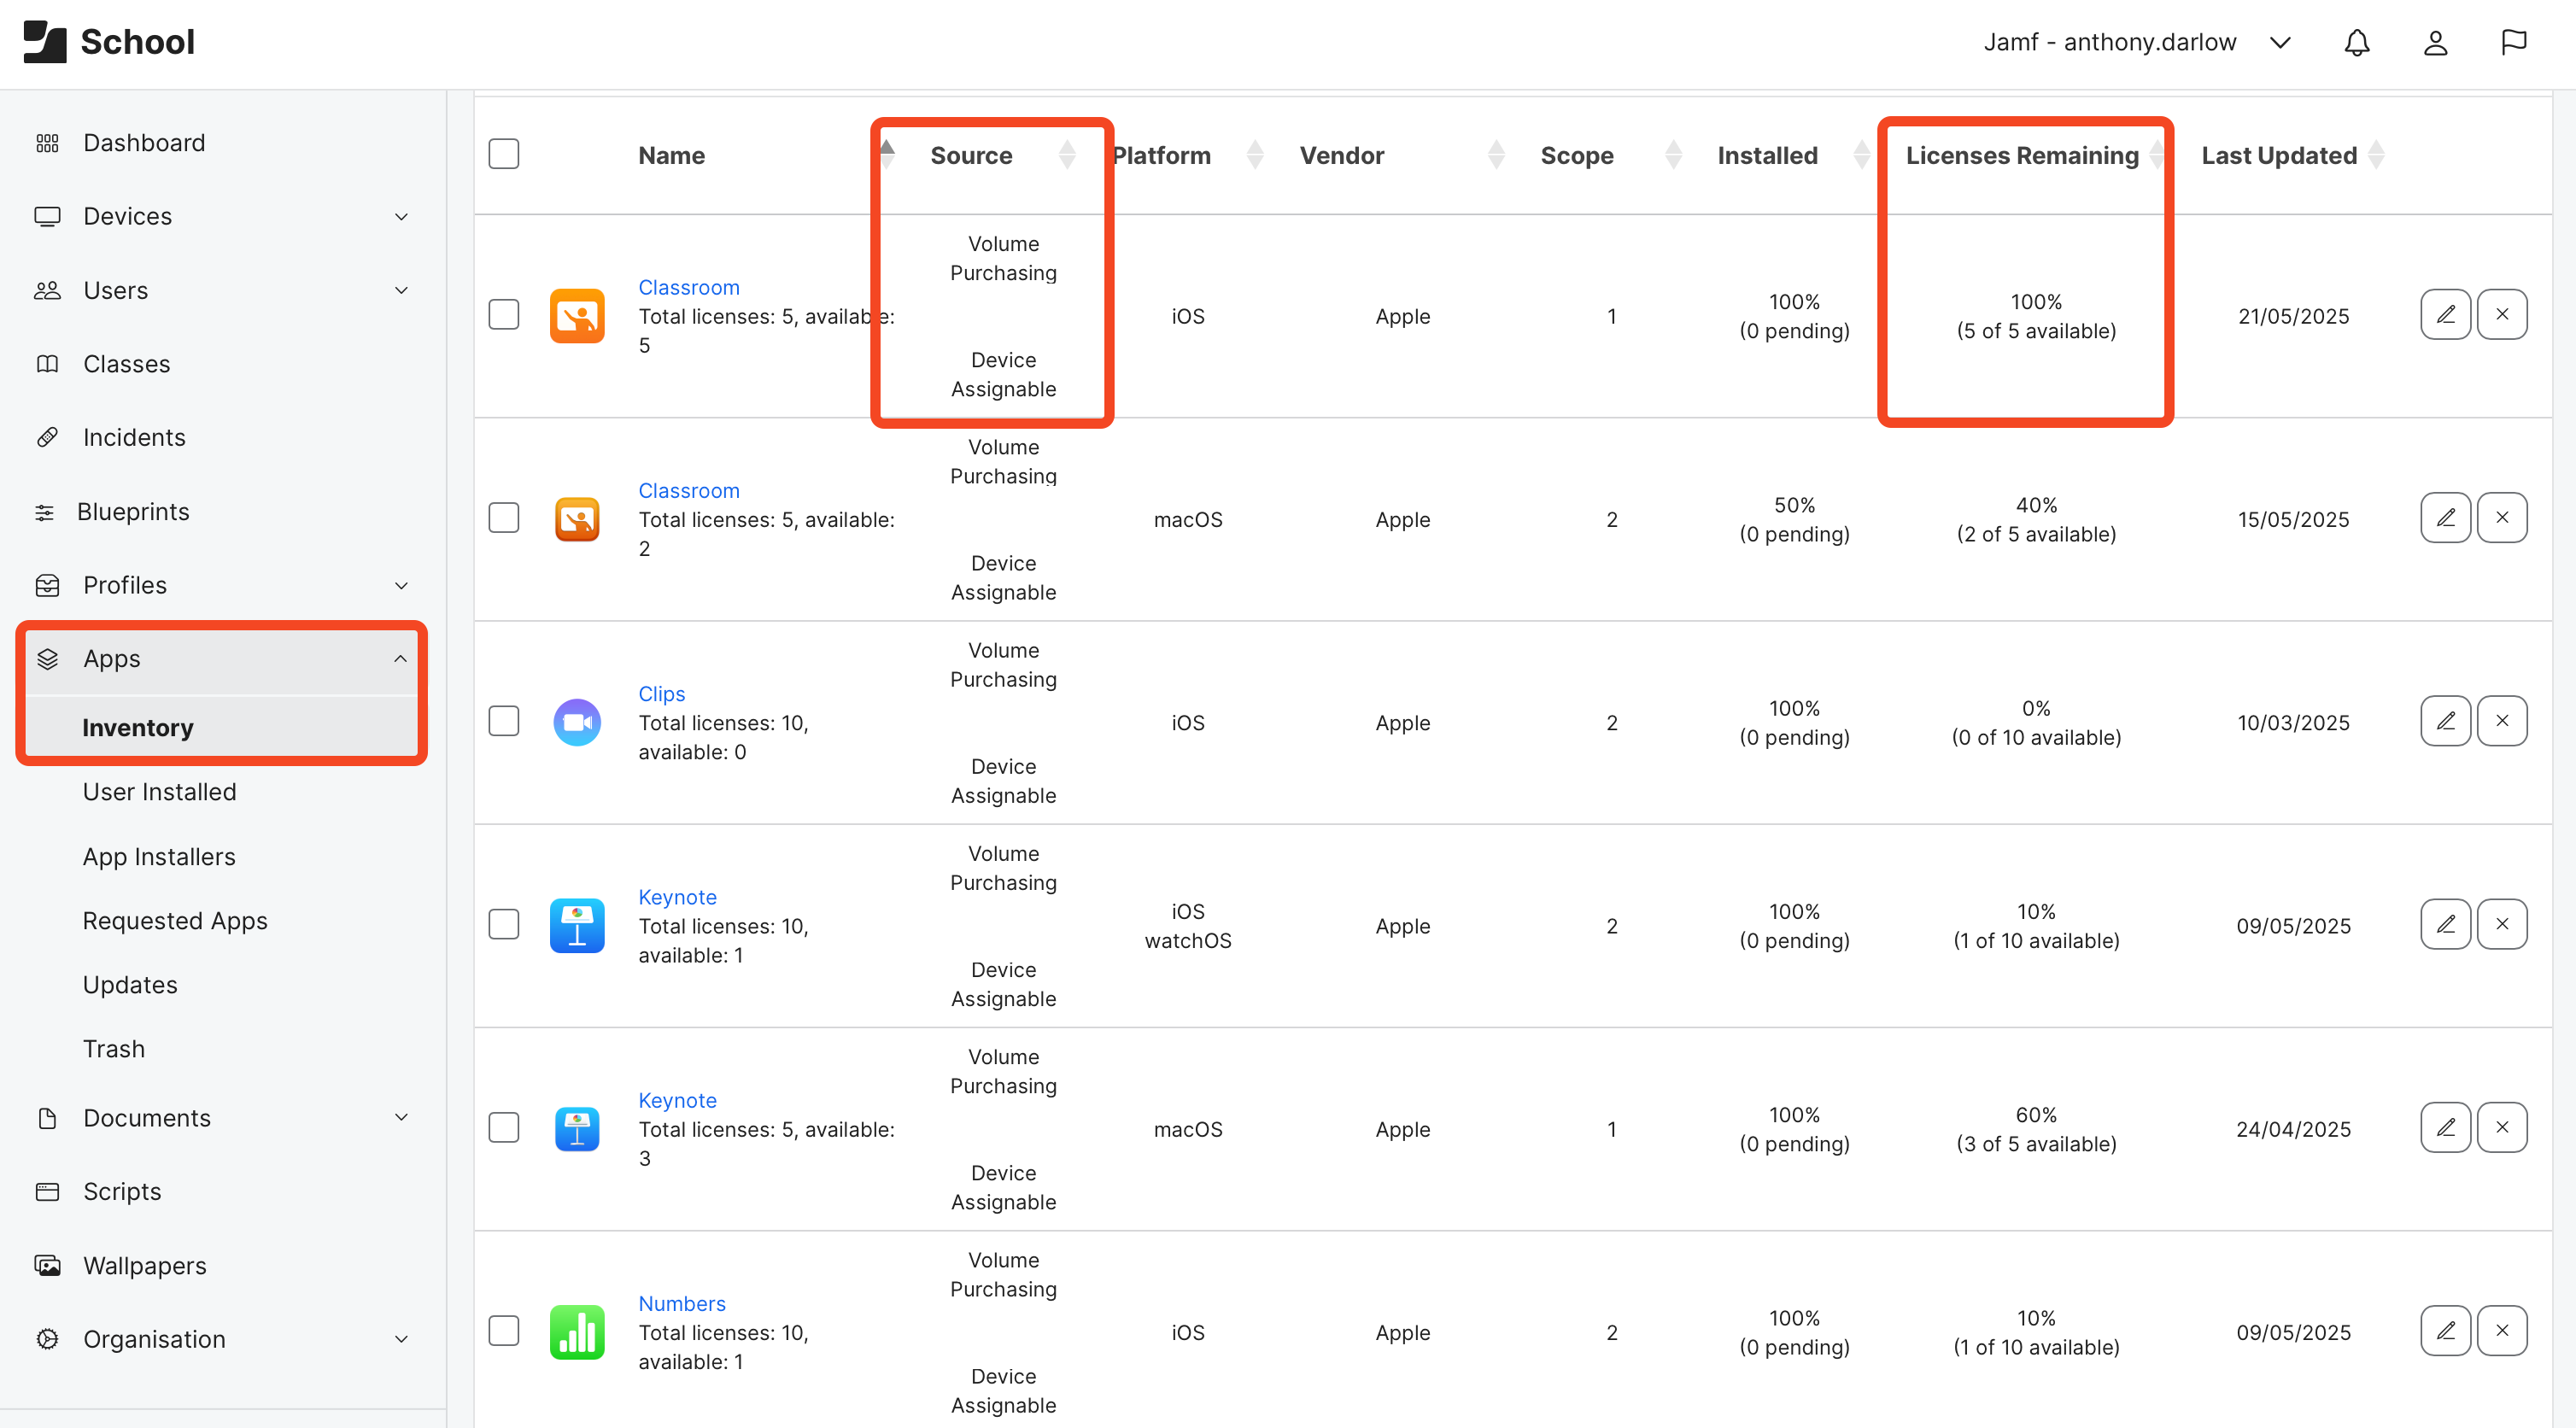 School
Jamf - anthony.darlow
Dashboard
Devices
Users
Classes
Incidents
Blueprints
Profiles
Apps
Inventory
User Installed
App Installers
Requested Apps
Updates
Trash
Documents
Scripts
Wallpapers
Organisation
Name Source Platform Vendor Scope Installed Licenses Remaining Last Updated
Classroom
Total licenses: 5, available:
5
Volume
Purchasing
Device
Assignable
iOS
Apple
1
100%
(0 pending)
100%
(5 of 5 available)
21/05/2025
Classroom
Total licenses: 5, available:
2
Volume
Purchasing
Device
Assignable
macOS
Apple
2
50%
(0 pending)
40%
(2 of 5 available)
15/05/2025
Clips
Total licenses: 10,
available: 0
Volume
Purchasing
Device
Assignable
iOS
Apple
2
100%
(0 pending)
0%
(0 of 10 available)
10/03/2025
Keynote
Total licenses: 10,
available: 1
Volume
Purchasing
Device
Assignable
iOS
watchOS
Apple
2
100%
(0 pending)
10%
(1 of 10 available)
09/05/2025
Keynote
Total licenses: 5, available:
3
Volume
Purchasing
Device
Assignable
macOS
Apple
1
100%
(0 pending)
60%
(3 of 5 available)
24/04/2025
Numbers
Total licenses: 10,
available: 1
Volume
Purchasing
Device
Assignable
iOS
Apple
2
100%
(0 pending)
10%
(1 of 10 available)
09/05/2025